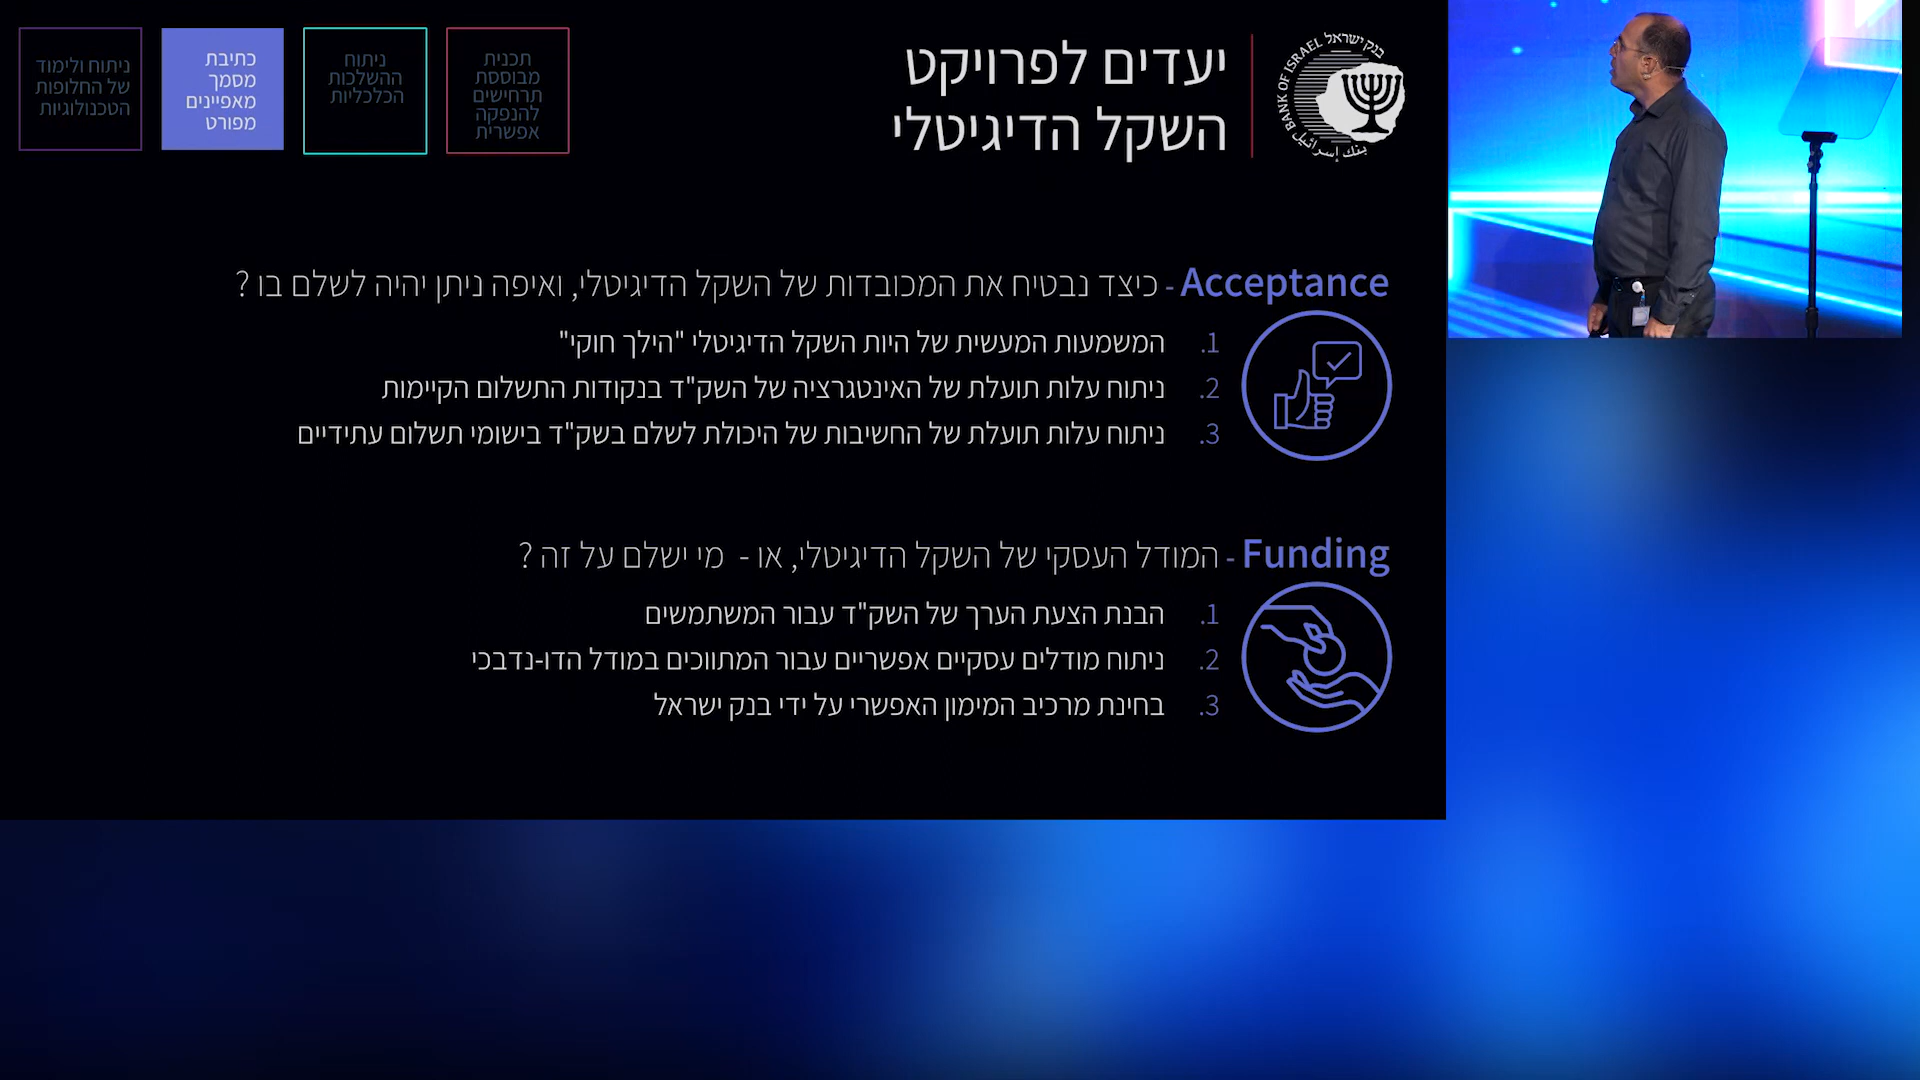 יעדים לפרויקט
השקל הדיגיטלי
בנק ישראל
BANK OF ISRAEL
بنك إسرائيل
תכנית
מבוססת
תרחישים
להנפקה
אפשרית
ניתוח
ההשלכות
הכלכליות
כתיבת
מסמך
מאפיינים
מפורט
ניתוח ולימוד
של החלופות
הטכנולוגיות
Acceptance - כיצד נבטיח את המכובדות של השקל הדיגיטלי, ואיפה ניתן יהיה לשלם בו ?
1. המשמעות המעשית של היות השקל הדיגיטלי "הילך חוקי"
2. ניתוח עלות תועלת של האינטגרציה של השק"ד בנקודות התשלום הקיימות
3. ניתוח עלות תועלת של החשיבות של היכולת לשלם בשק"ד בישומי תשלום עתידיים
Funding - המודל העסקי של השקל הדיגיטלי, או - מי ישלם על זה ?
1. הבנת הצעת הערך של השק"ד עבור המשתמשים
2. ניתוח מודלים עסקיים אפשריים עבור המתווכים במודל הדו-נדבכי
3. בחינת מרכיב המימון האפשרי על ידי בנק ישראל